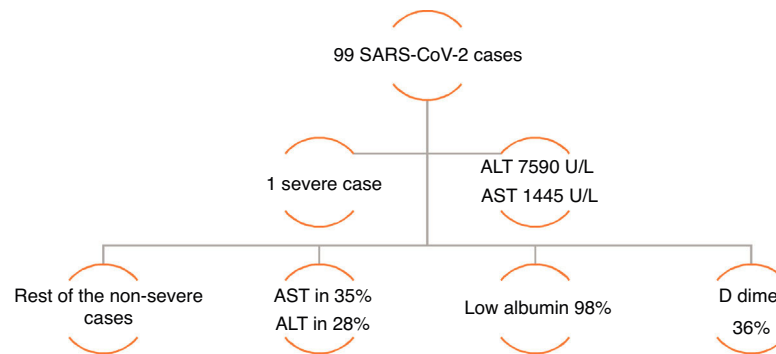 99 SARS-CoV-2 cases
1 severe case
ALT 7590 U/L
AST 1445 U/L
Rest of the non-severe
cases
AST in 35%
ALT in 28%
Low albumin 98%
D dime
36%